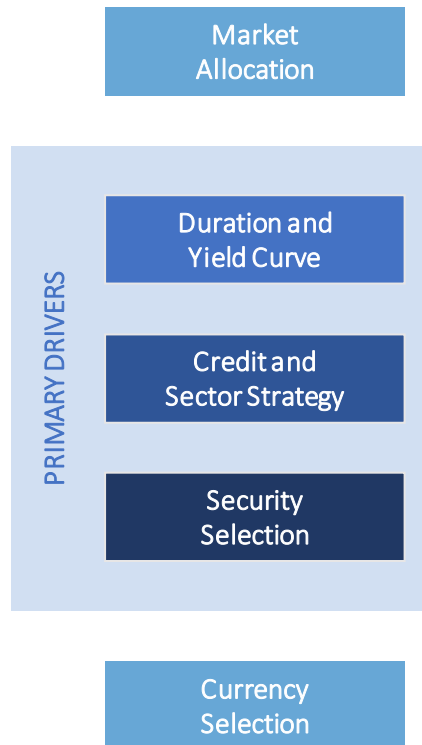 Market
Allocation
PRIMARY DRIVERS
Duration and
Yield Curve
Credit and
Sector Strategy
Security
Selection
Currency
Selection